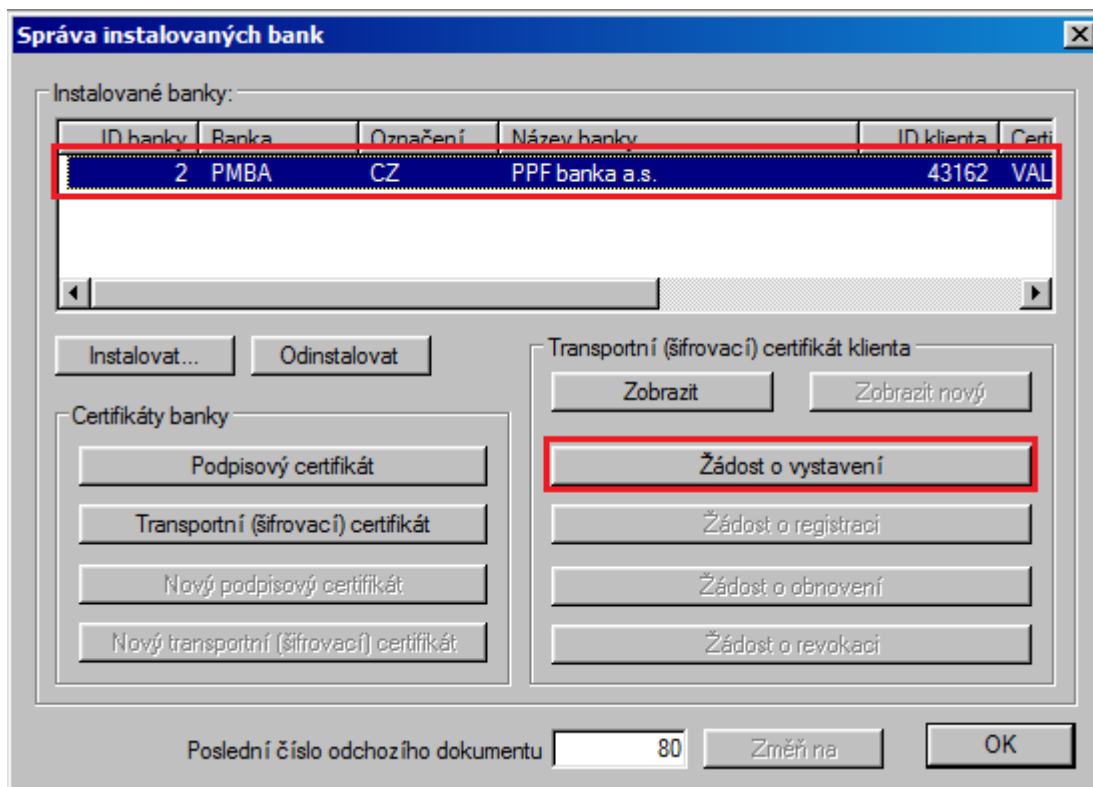 Správa instalovaných bank
Instalované banky:
ID banky Banka Označení Název banky ID klienta Certi
2 PMBA CZ PPF banka a.s. 43162 VAL
Instalovat... Odinstalovat
Transportní (šifrovací) certifikát klienta
Zobrazit Zobrazit nový
Certifikáty banky
Podpisový certifikát
Transportní (šifrovací) certifikát
Nový podpisový certifikát
Nový transportní (šifrovací) certifikát
Žádost o vystavení
Žádost o registraci
Žádost o obnovení
Žádost o revokaci
Poslední číslo odchozího dokumentu 80 Změň na OK